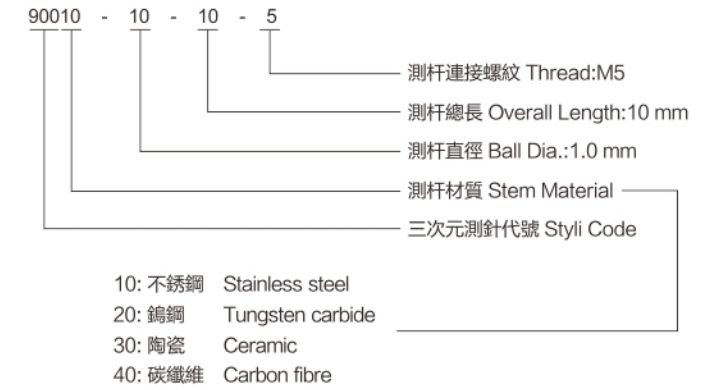 9010 - 10 - 10 - 5
測杆連接螺紋 Thread:M5
測杆總長 Overall Length:10 mm
測杆直徑 Ball Dia.:1.0 mm
測杆材質 Stem Material
三次元測針代號 Styli Code
10: 不銹鋼 Stainless steel
20: 鎢鋼 Tungsten carbide
30: 陶瓷 Ceramic
40: 碳纖維 Carbon fibre